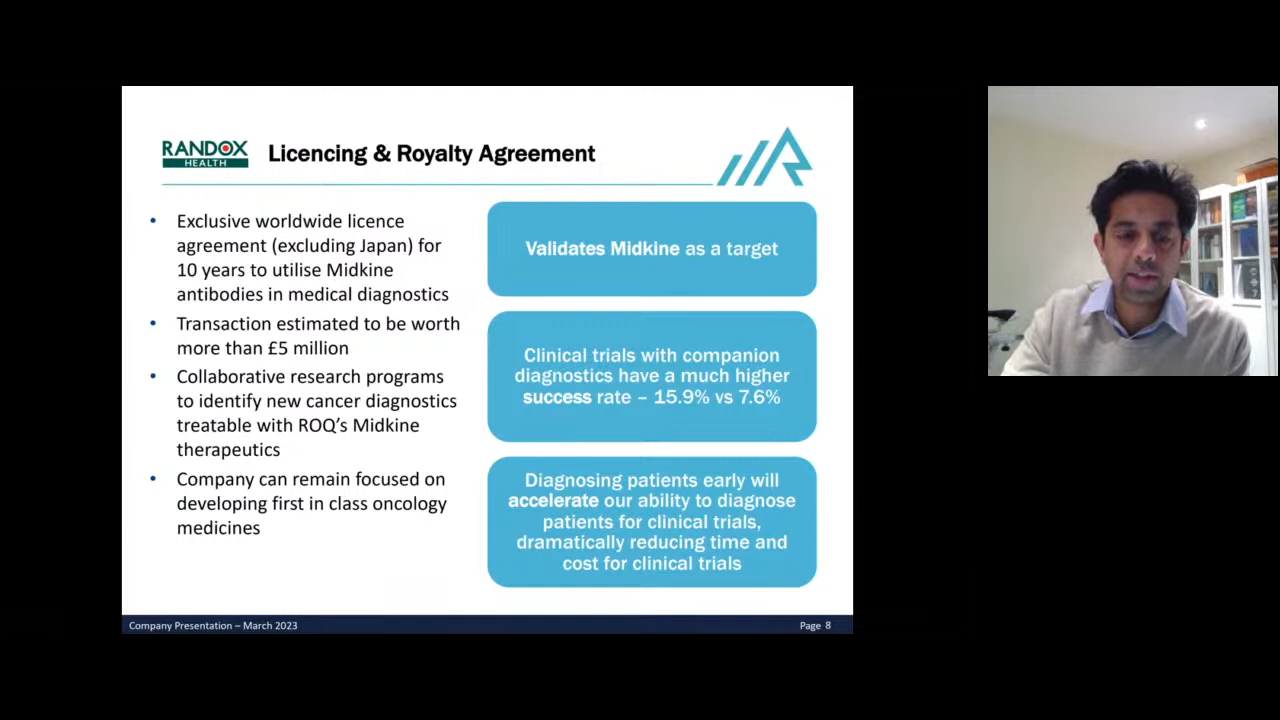 RANDOX
HEALTH
Licencing & Royalty Agreement
• Exclusive worldwide licence
agreement (excluding Japan) for
10 years to utilise Midkine
antibodies in medical diagnostics
• Transaction estimated to be worth
more than £5 million
• Collaborative research programs
to identify new cancer diagnostics
treatable with ROQ's Midkine
therapeutics
• Company can remain focused on
developing first in class oncology
medicines
Validates Midkine as a target
Clinical trials with companion
diagnostics have a much higher
success rate – 15.9% vs 7.6%
Diagnosing patients early will
accelerate our ability to diagnose
patients for clinical trials,
dramatically reducing time and
cost for clinical trials
Company Presentation – March 2023
Page 8